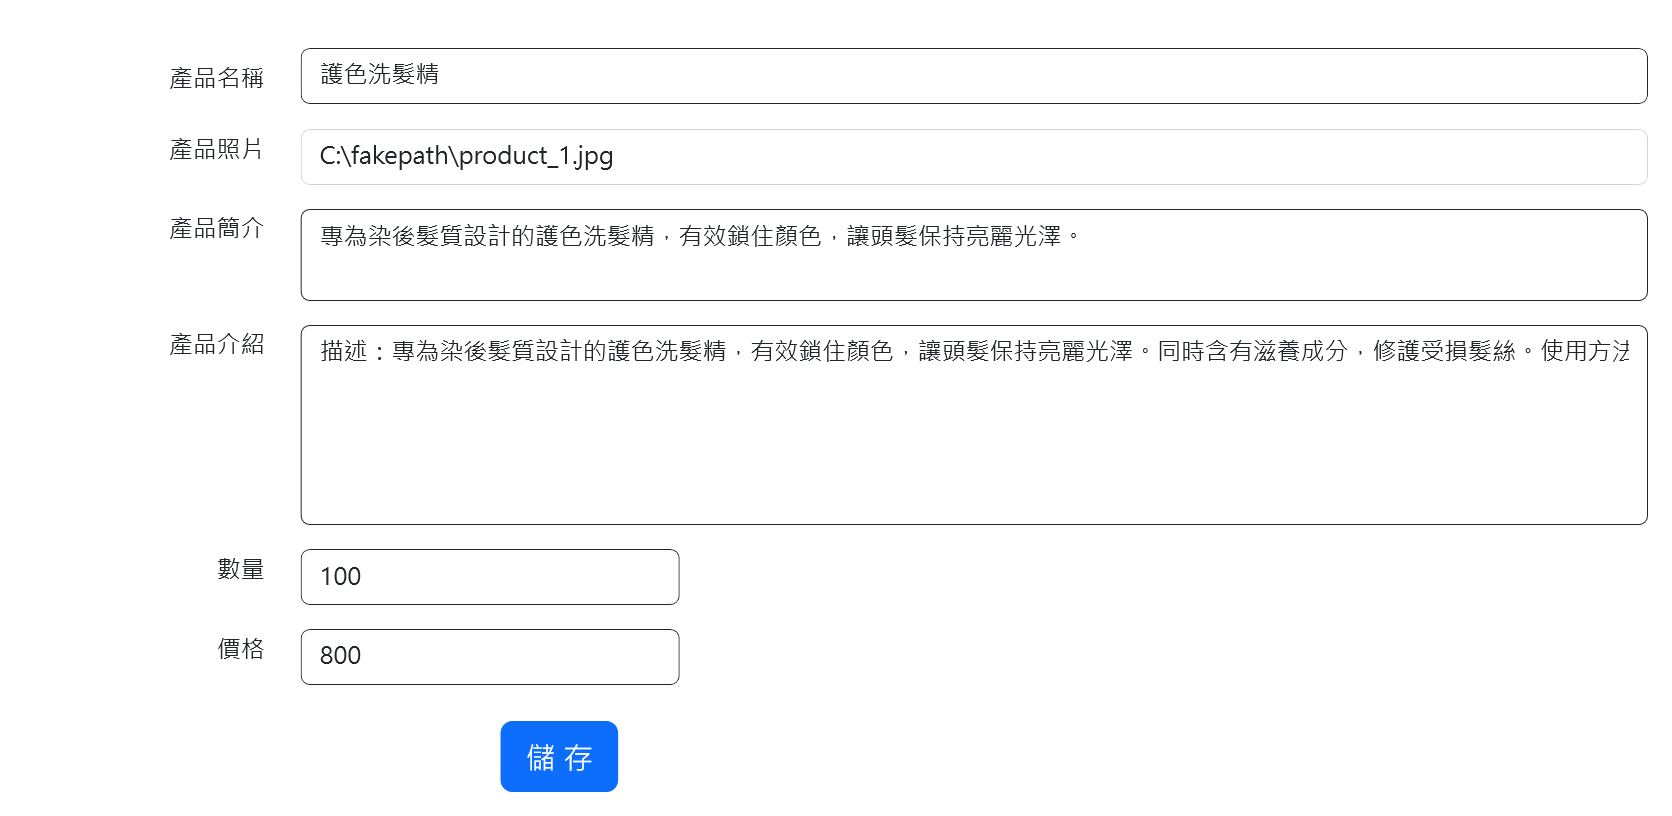 產品名稱 護色洗髮精
產品照片 C:\fakepath\product_1.jpg
產品簡介 專為染後髮質設計的護色洗髮精，有效鎖住顏色，讓頭髮保持亮麗光澤。
產品介紹 描述：專為染後髮質設計的護色洗髮精，有效鎖住顏色，讓頭髮保持亮麗光澤。同時含有滋養成分，修護受損髮絲。使用方法
數量 100
價格 800
儲 存